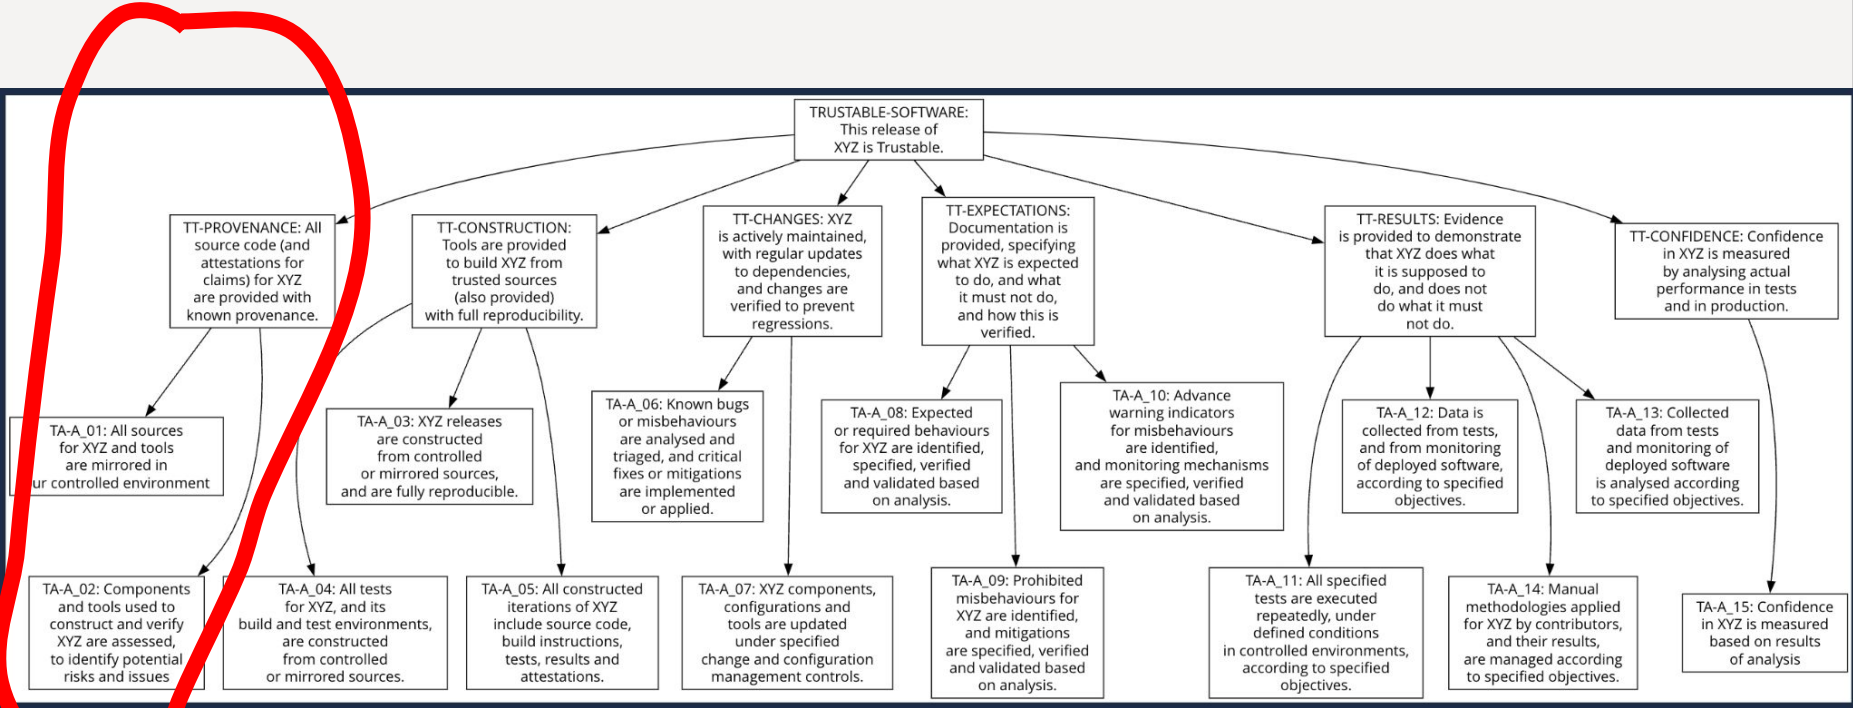 TRUSTABLE-SOFTWARE:
This release of
XYZ is Trustable.
TT-PROVENANCE: All
source code (and
attestations for
claims) for XYZ
are provided with
known provenance.
TT-CONSTRUCTION:
Tools are provided
to build XYZ from
trusted sources
(also provided)
with full reproducibility.
TT-CHANGES: XYZ
is actively maintained,
with regular updates
to dependencies,
and changes are
verified to prevent
regressions.
TT-EXPECTATIONS:
Documentation is
provided, specifying
what XYZ is expected
to do, and what
it must not do,
and how this is
verified.
TT-RESULTS: Evidence
is provided to demonstrate
that XYZ does what
it is supposed to
do, and does not
do what it must
not do.
TT-CONFIDENCE: Confidence
in XYZ is measured
by analysing actual
performance in tests
and in production.
TA-A_01: All sources
for XYZ and tools
are mirrored in
ur controlled environment
TA-A_03: XYZ releases
are constructed
from controlled
or mirrored sources,
and are fully reproducible.
TA-A_06: Known bugs
or misbehaviours
are analysed and
triaged, and critical
fixes or mitigations
are implemented
or applied.
TA-A_08: Expected
or required behaviours
for XYZ are identified,
specified, verified
and validated based
on analysis.
TA-A_10: Advance
warning indicators
for misbehaviours
are identified,
and monitoring mechanisms
are specified, verified
and validated based
on analysis.
TA-A_12: Data is
collected from tests,
and from monitoring
of deployed software,
according to specified
objectives.
TA-A_13: Collected
data from tests
and monitoring of
deployed software
is analysed according
to specified objectives.
TA-A_02: Components
and tools used to
construct and verify
XYZ are assessed,
to identify potential
risks and issues
TA-A_04: All tests
for XYZ, and its
build and test environments,
are constructed
from controlled
or mirrored sources.
TA-A_05: All constructed
iterations of XYZ
include source code,
build instructions,
tests, results and
attestations.
TA-A_07: XYZ components,
configurations and
tools are updated
under specified
change and configuration
management controls.
TA-A_09: Prohibited
misbehaviours for
XYZ are identified,
and mitigations
are specified, verified
and validated based
on analysis.
TA-A_11: All specified
tests are executed
repeatedly, under
defined conditions
in controlled environments,
according to specified
objectives.
TA-A_14: Manual
methodologies applied
for XYZ by contributors,
and their results,
are managed according
to specified objectives.
TA-A_15: Confidence
in XYZ is measured
based on results
of analysis